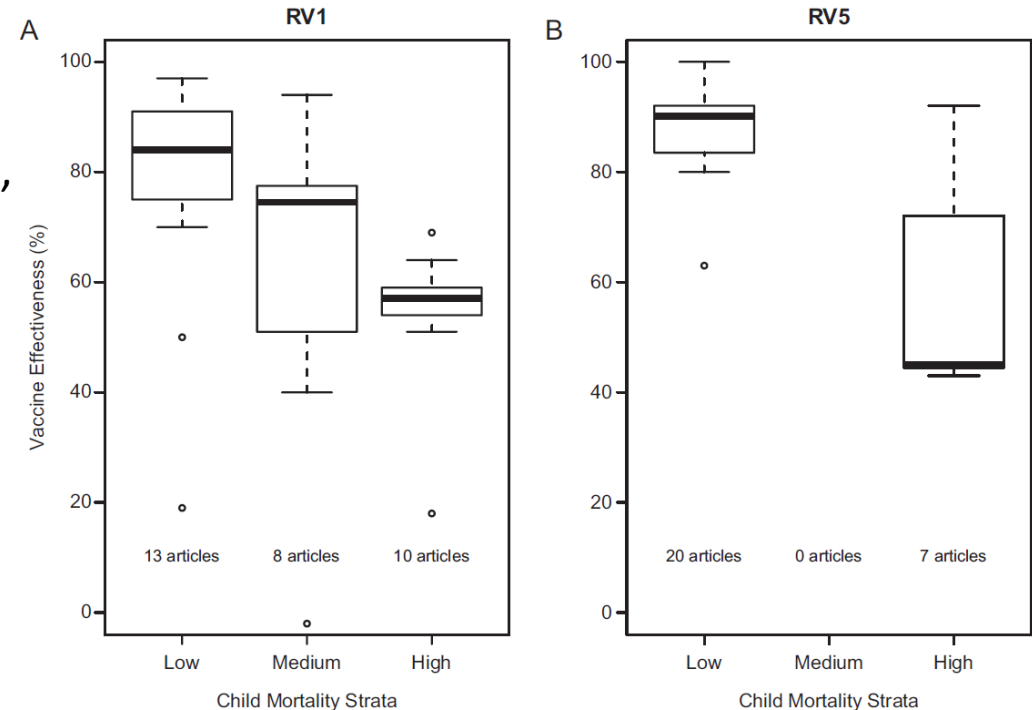 A
RV1
100
80
60
40
20
0
Vaccine Effectiveness (%)
13 articles
8 articles
10 articles
Low
Medium
High
Child Mortality Strata
,
B
RV5
100
80
60
40
20
0
20 articles
0 articles
7 articles
Low
Medium
High
Child Mortality Strata